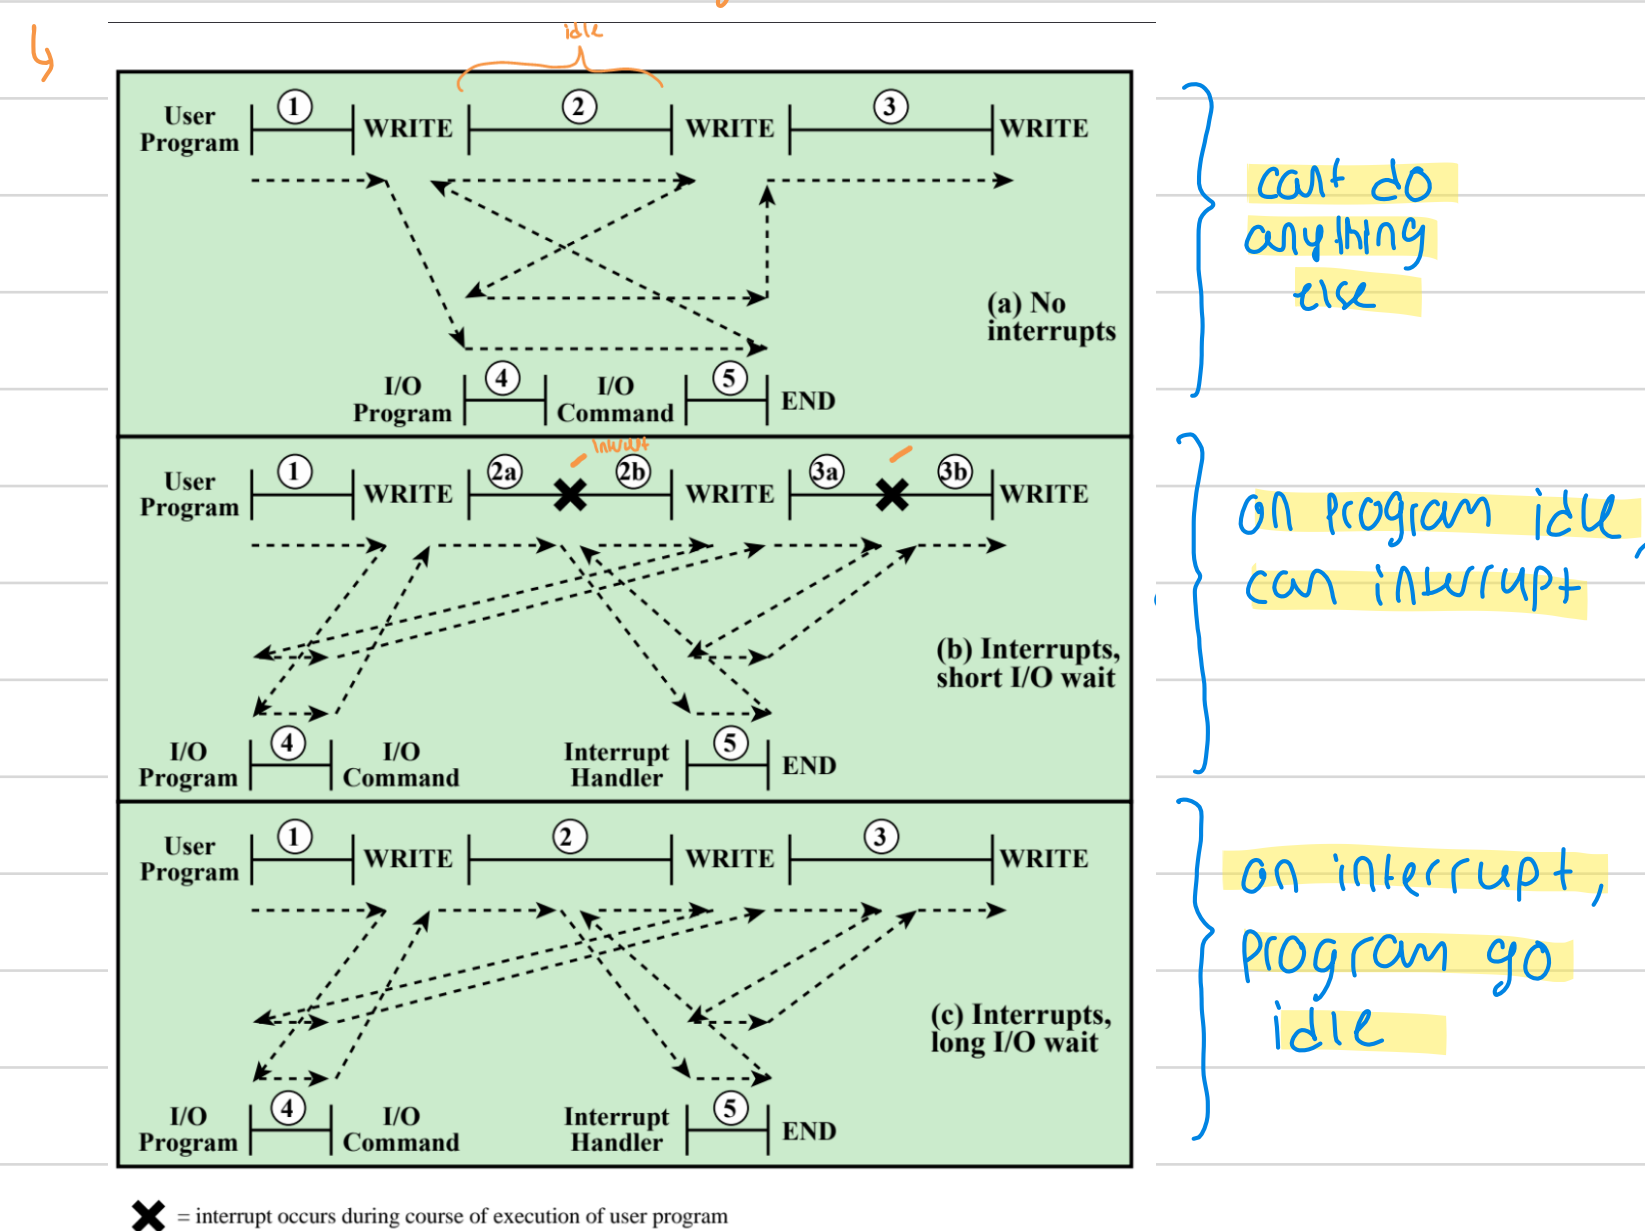 idle
User
Program
1
WRITE
2
WRITE
3
WRITE
can't do
anything
else
(a) No
interrupts
I/O
Program
4
I/O
Command
5
END
User
Program
1
WRITE
2a
2b
WRITE
3a
3b
WRITE
on program idle,
can interrupt
(b) Interrupts,
short I/O wait
I/O
Program
4
I/O
Command
Interrupt
Handler
5
END
User
Program
1
WRITE
2
WRITE
3
WRITE
on interrupt,
program go
idle
(c) Interrupts,
long I/O wait
I/O
Program
4
I/O
Command
Interrupt
Handler
5
END
= interrupt occurs during course of execution of user program